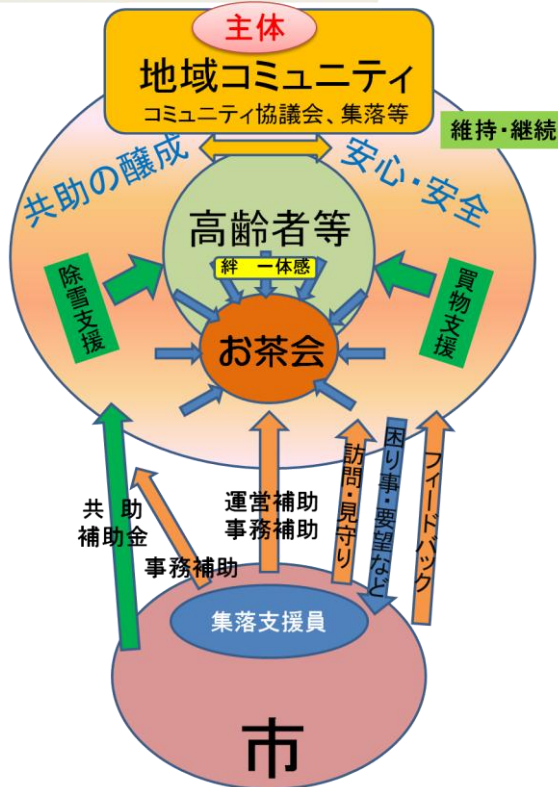 主体
地域コミュニティ
コミュニティ協議会、集落等
維持・継続
共助の醸成
安心・安全
高齢者等
絆　一体感
除雪支援
買物支援
お茶会
共　助
補助金
事務補助
運営補助
事務補助
訪問・見守り
困り事・要望など
フィードバック
集落支援員
市